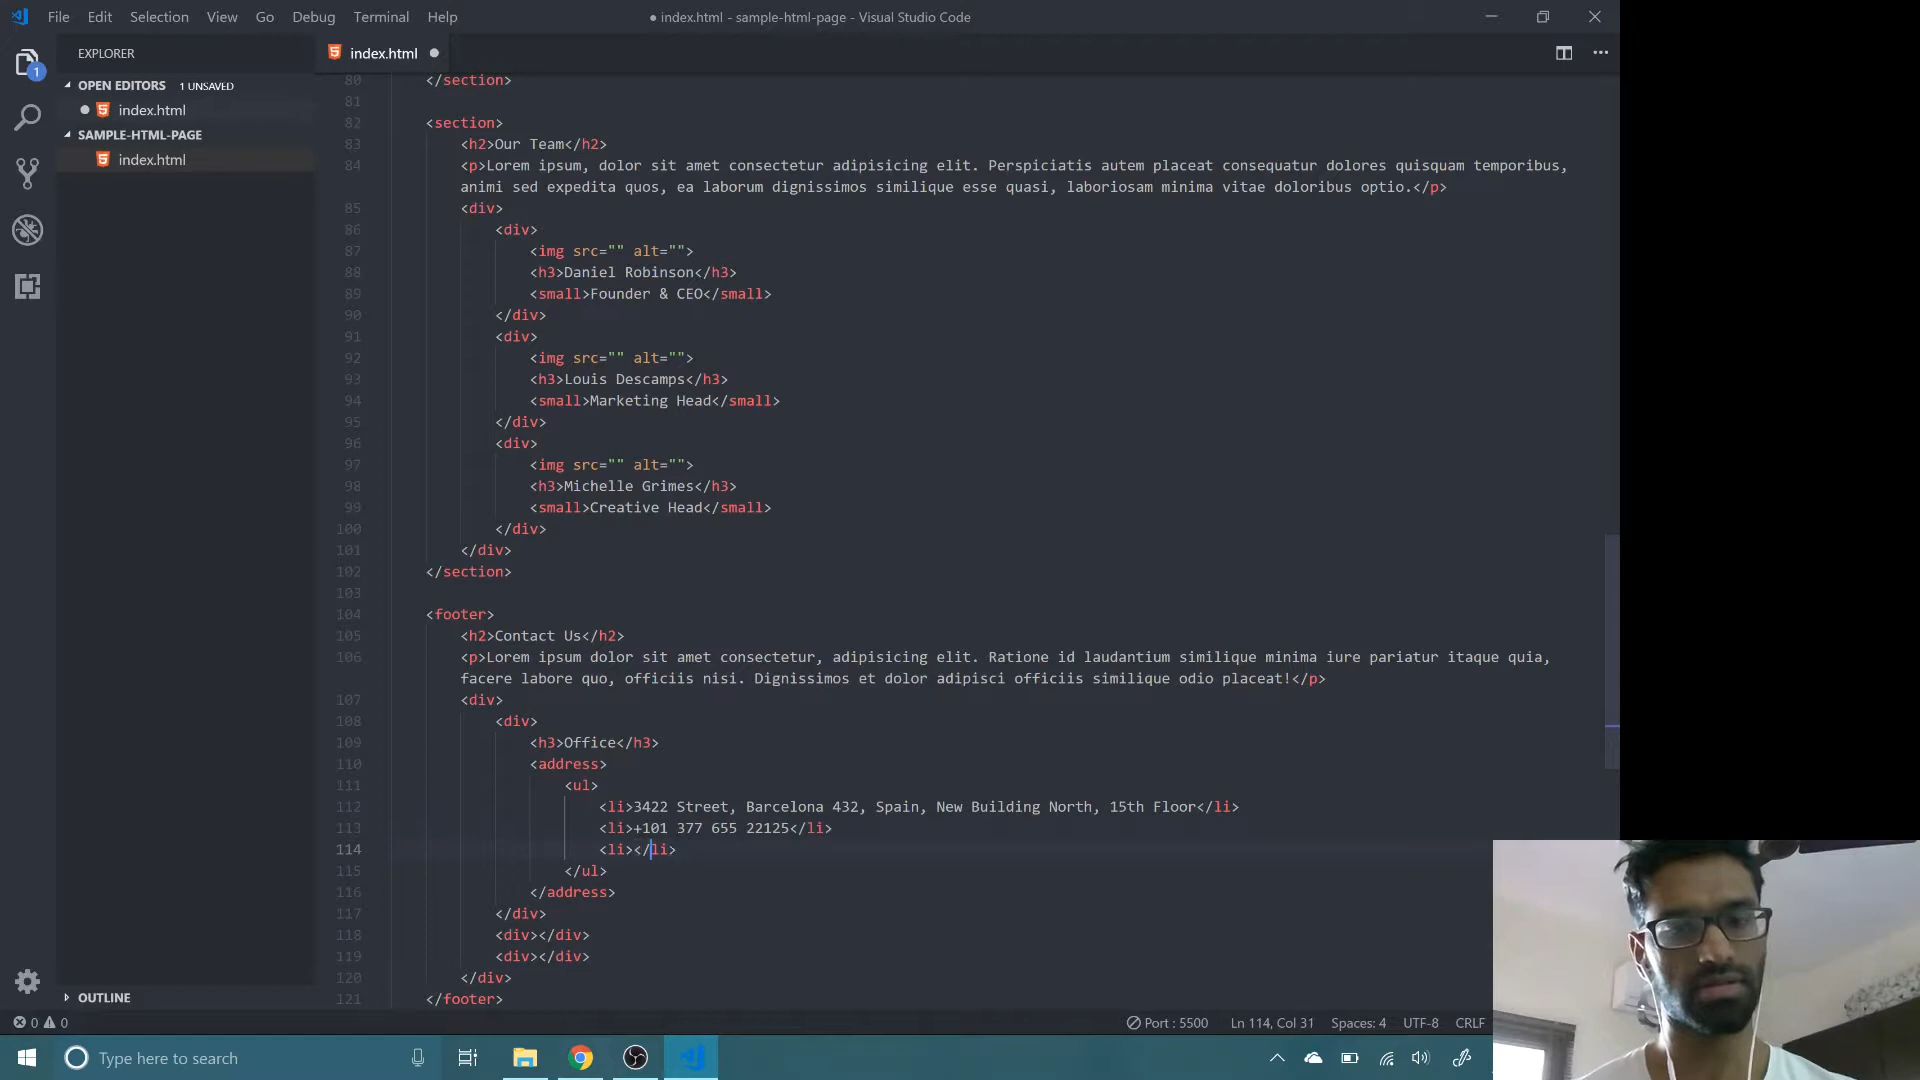 File Edit Selection View Go Debug Terminal Help
● index.html - sample-html-page - Visual Studio Code
EXPLORER
index.html ●
OPEN EDITORS 1 UNSAVED
● index.html
SAMPLE-HTML-PAGE
index.html
1
80 </section>
81
82 <section>
83 <h2>Our Team</h2>
84 <p>Lorem ipsum, dolor sit amet consectetur adipisicing elit. Perspiciatis autem placeat consequatur dolores quisquam temporibus,
animi sed expedita quos, ea laborum dignissimos similique esse quasi, laboriosam minima vitae doloribus optio.</p>
85 <div>
86 <div>
87 <img src="" alt="">
88 <h3>Daniel Robinson</h3>
89 <small>Founder & CEO</small>
90 </div>
91 <div>
92 <img src="" alt="">
93 <h3>Louis Descamps</h3>
94 <small>Marketing Head</small>
95 </div>
96 <div>
97 <img src="" alt="">
98 <h3>Michelle Grimes</h3>
99 <small>Creative Head</small>
100 </div>
101 </div>
102 </section>
103
104 <footer>
105 <h2>Contact Us</h2>
106 <p>Lorem ipsum dolor sit amet consectetur, adipisicing elit. Ratione id laudantium similique minima iure pariatur itaque quia,
facere labore quo, officiis nisi. Dignissimos et dolor adipisci officiis similique odio placeat!</p>
107 <div>
108 <div>
109 <h3>Office</h3>
110 <address>
111 <ul>
112 <li>3422 Street, Barcelona 432, Spain, New Building North, 15th Floor</li>
113 <li>+101 377 655 22125</li>
114 <li></li>
115 </ul>
116 </address>
117 </div>
118 <div></div>
119 <div></div>
120 </div>
121 </footer>
OUTLINE
0 0
Port : 5500 Ln 114, Col 31 Spaces: 4 UTF-8 CRLF
Type here to search